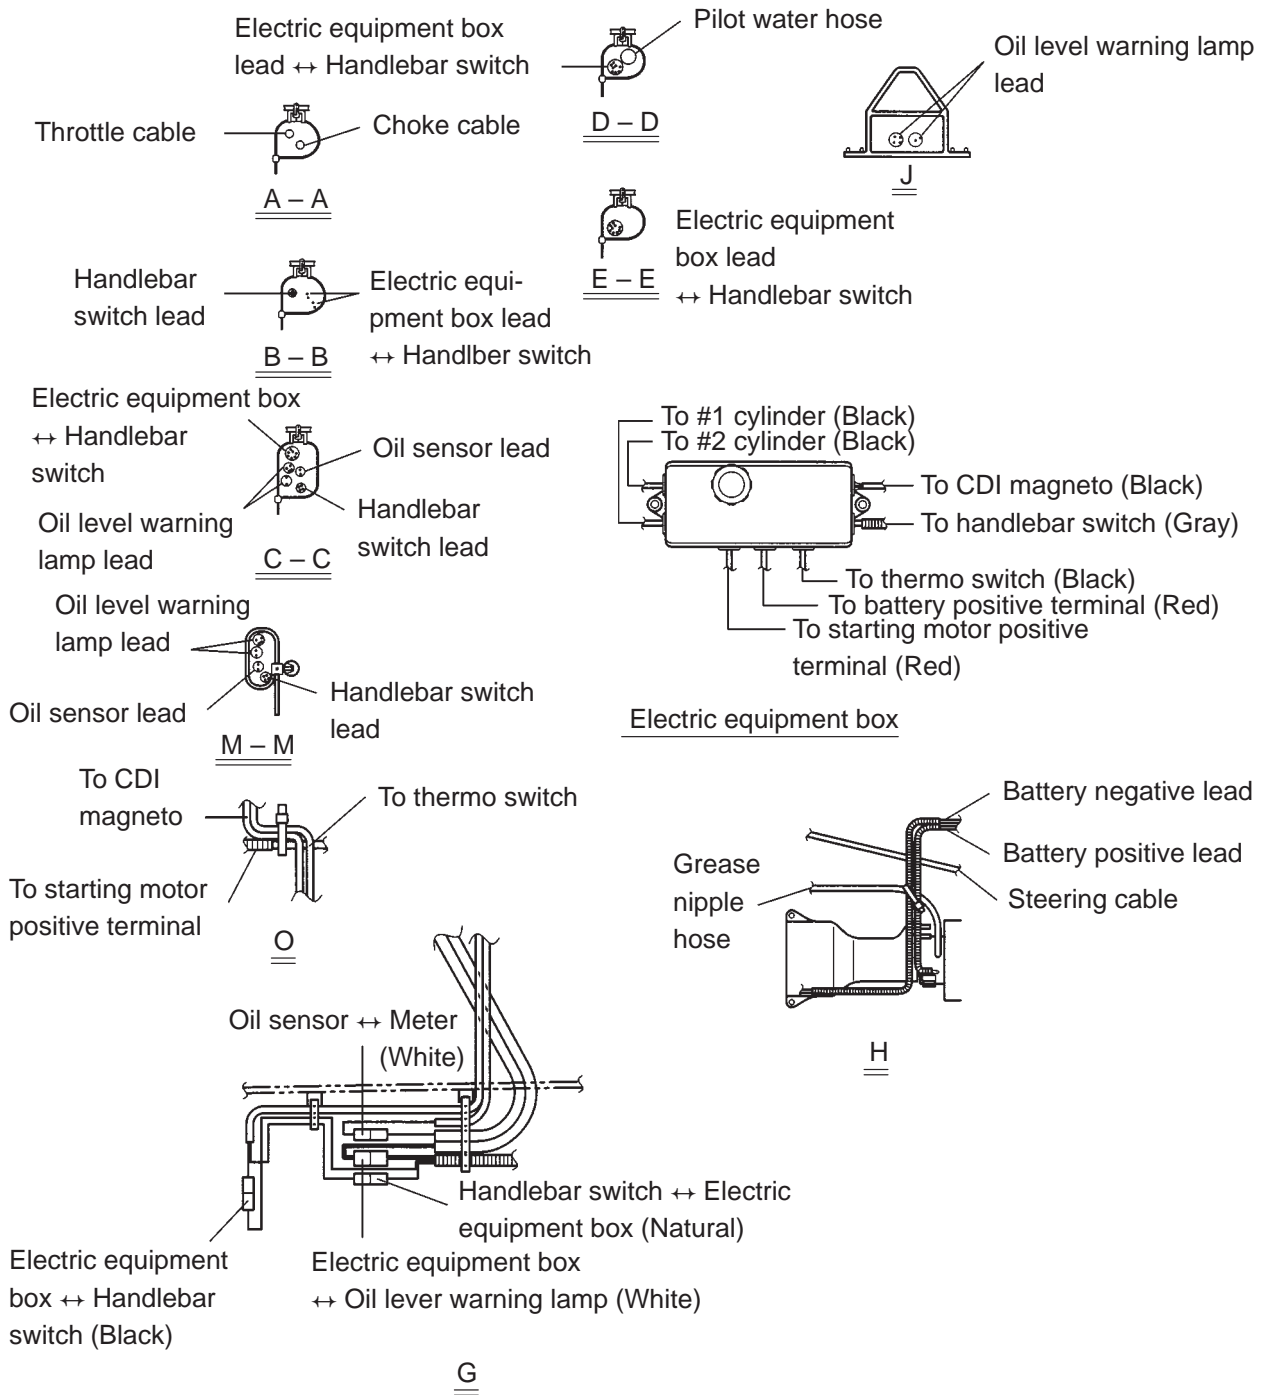 Electric equipment box
lead ↔ Handlebar switch
Pilot water hose
D – D
Oil level warning lamp
lead
J
Throttle cable
Choke cable
A – A
Electric equipment
box lead
↔ Handlebar switch
E – E
Handlebar
switch lead
Electric equi-
pment box lead
↔ Handlber switch
B – B
Electric equipment box
↔ Handlebar
switch
Oil sensor lead
Oil level warning
lamp lead
Handlebar
switch lead
C – C
To #1 cylinder (Black)
To #2 cylinder (Black)
To CDI magneto (Black)
To handlebar switch (Gray)
To thermo switch (Black)
To battery positive terminal (Red)
To starting motor positive
terminal (Red)
Electric equipment box
Oil level warning
lamp lead
Oil sensor lead
Handlebar switch
lead
M – M
To CDI
magneto
To thermo switch
To starting motor
positive terminal
O
Battery negative lead
Battery positive lead
Steering cable
Grease
nipple
hose
H
Oil sensor ↔ Meter
(White)
Handlebar switch ↔ Electric
equipment box (Natural)
Electric equipment
box ↔ Handlebar
switch (Black)
Electric equipment box
↔ Oil lever warning lamp (White)
G